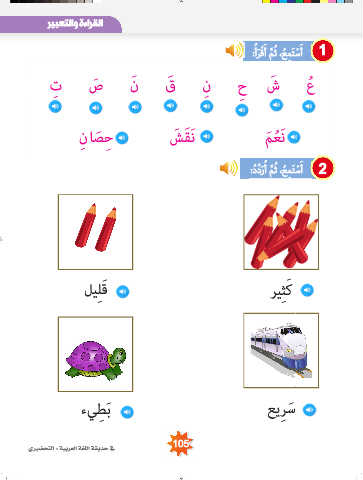 القراءة والتعبير
1 أَسْتَمِعُ، ثُمَّ أَقْرَأُ:
عُ شَ حِ نِ قَ نَ صَ تِ
نَعُمَ نَقَشَ حِصَانِ
2 أَسْتَمِعُ، ثُمَّ أُرَدِّدُ:
كَثِير قَلِيل
سَرِيع بَطِيء
105
في حديقة اللغة العربية - التحضيري